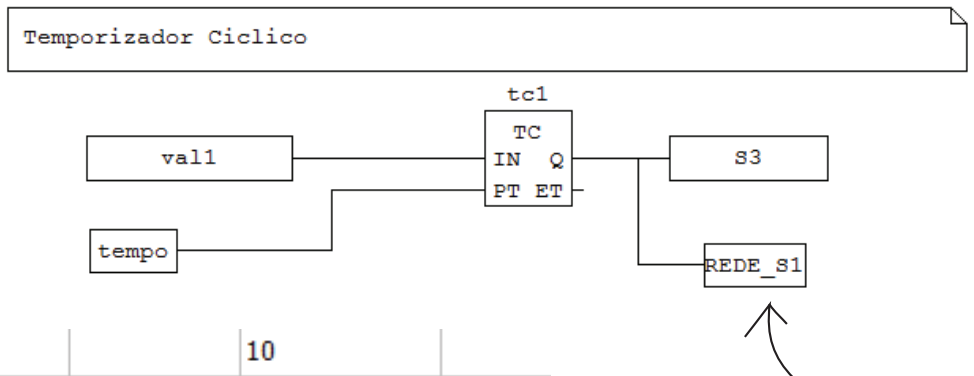 Temporizador Ciclico
tc1
TC
val1
IN Q
S3
PT ET
tempo
REDE_S1
10